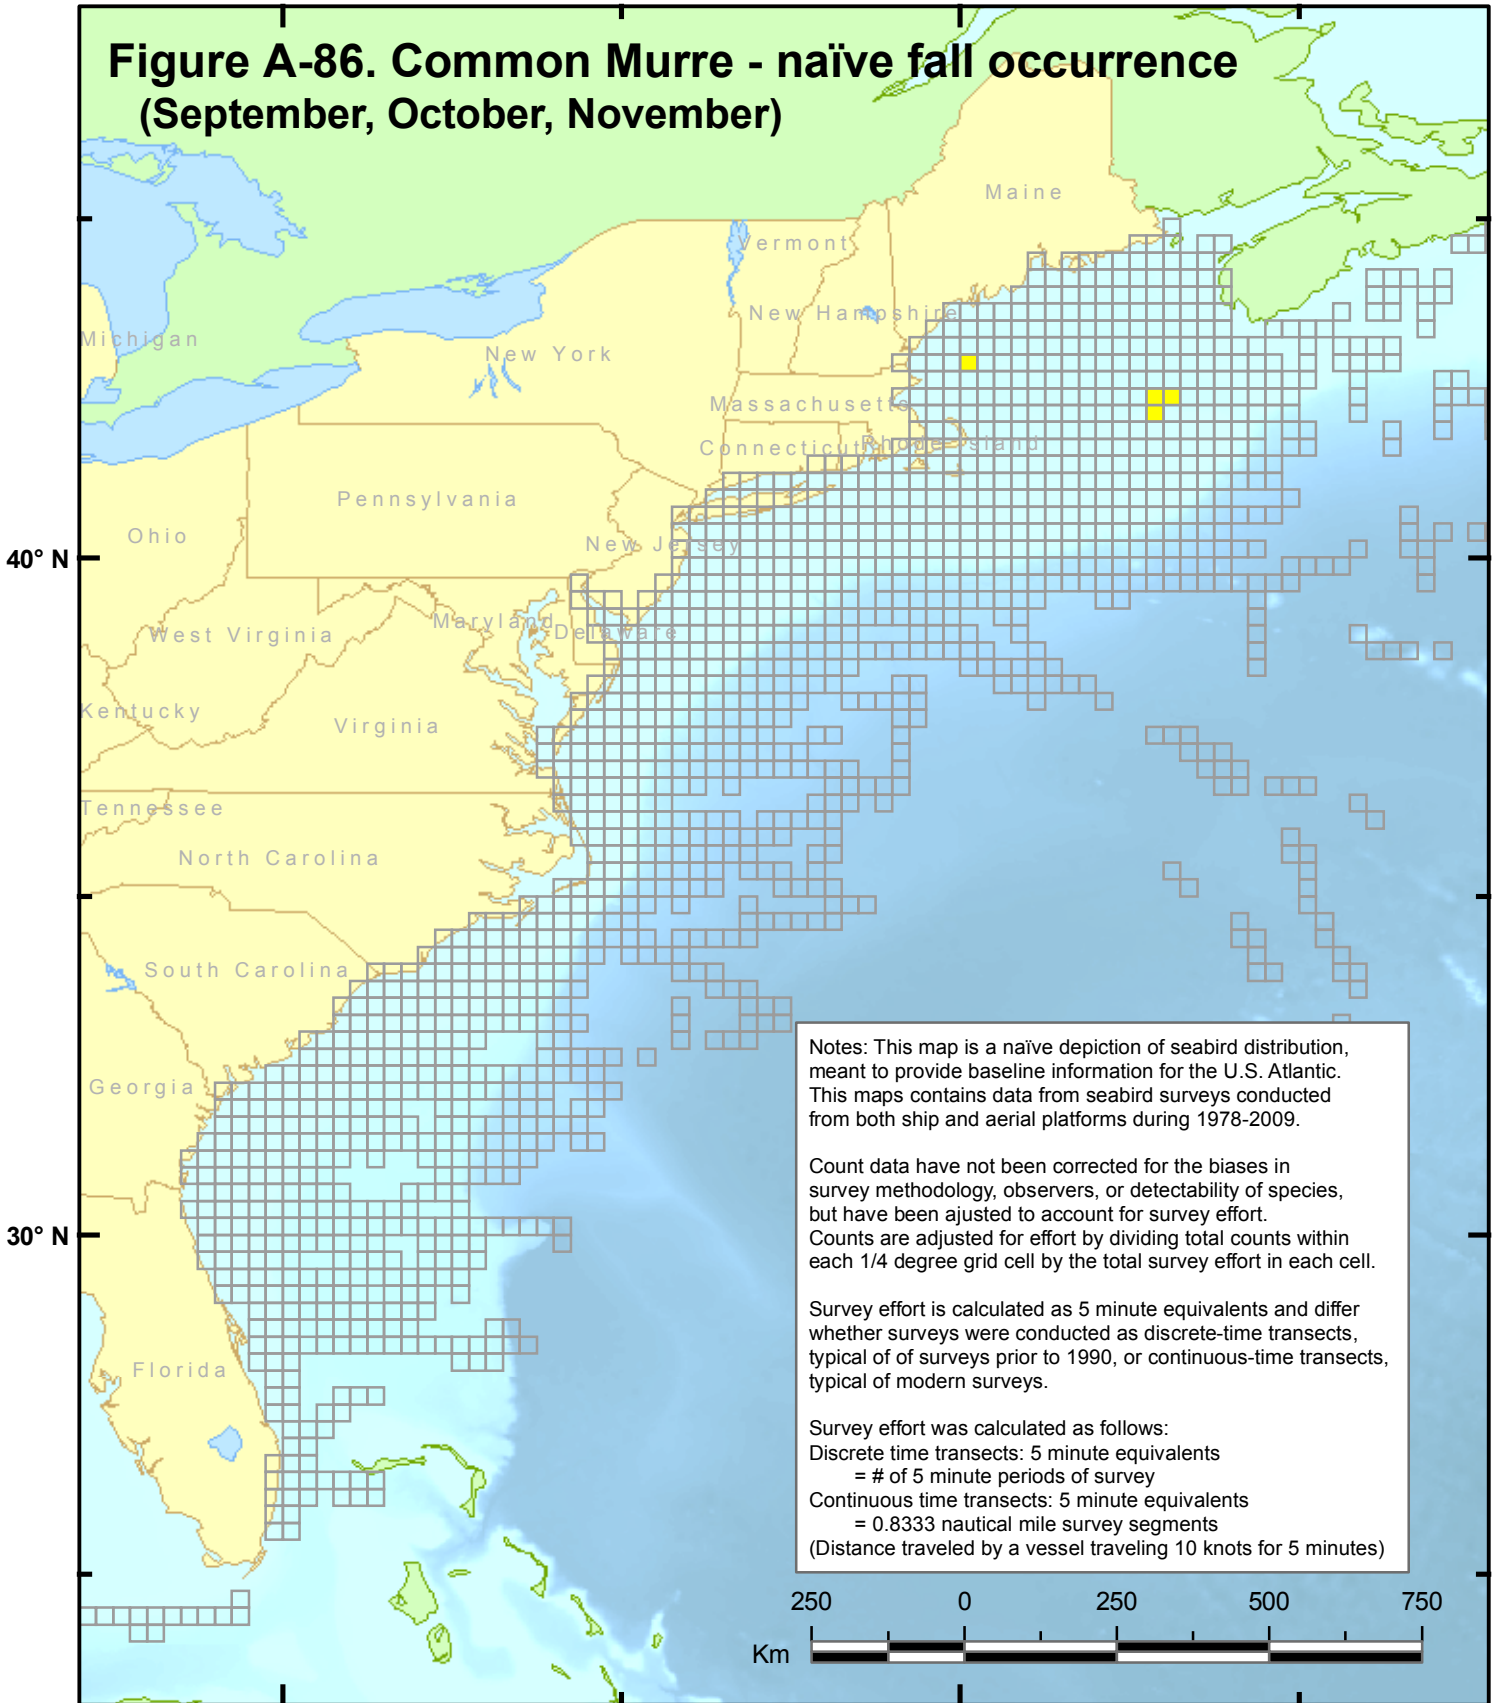 Figure A-86. Common Murre - naïve fall occurrence
(September, October, November)
Maine
Vermont
New Hampshire
Michigan
New York
Massachusetts
Connecticut
Rhode Island
Pennsylvania
Ohio
New Jersey
40° N
West Virginia
Maryland
Delaware
Kentucky
Virginia
Tennessee
North Carolina
South Carolina
Georgia
30° N
Florida
Notes: This map is a naïve depiction of seabird distribution,
meant to provide baseline information for the U.S. Atlantic.
This maps contains data from seabird surveys conducted
from both ship and aerial platforms during 1978-2009.
Count data have not been corrected for the biases in
survey methodology, observers, or detectability of species,
but have been ajusted to account for survey effort.
Counts are adjusted for effort by dividing total counts within
each 1/4 degree grid cell by the total survey effort in each cell.
Survey effort is calculated as 5 minute equivalents and differ
whether surveys were conducted as discrete-time transects,
typical of of surveys prior to 1990, or continuous-time transects,
typical of modern surveys.
Survey effort was calculated as follows:
Discrete time transects: 5 minute equivalents
= # of 5 minute periods of survey
Continuous time transects: 5 minute equivalents
= 0.8333 nautical mile survey segments
(Distance traveled by a vessel traveling 10 knots for 5 minutes)
250 0 250 500 750
Km